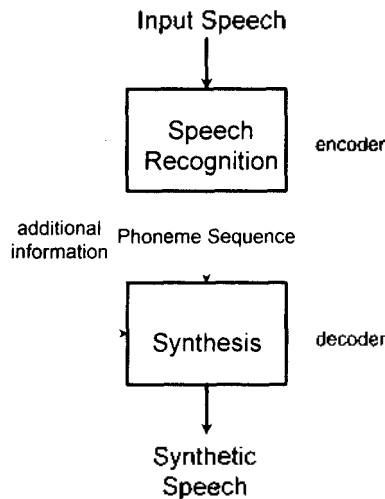 Input Speech
Speech
Recognition
encoder
additional
information
Phoneme Sequence
Synthesis
decoder
Synthetic
Speech